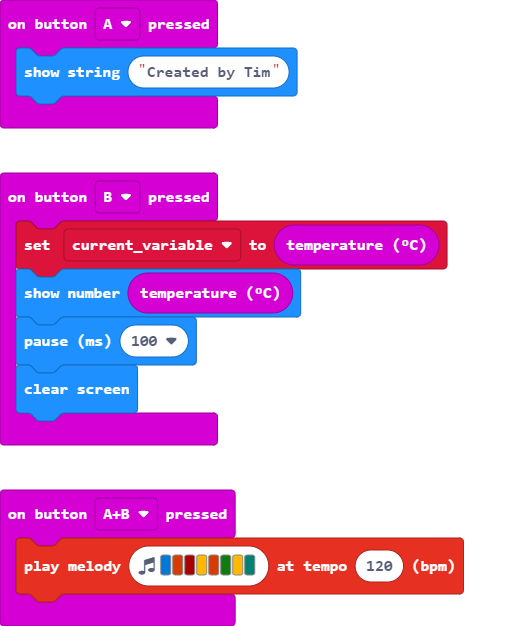 on button A pressed
show string "Created by Tim"
on button B pressed
set current_variable to temperature (ºC)
show number temperature (ºC)
pause (ms) 100
clear screen
on button A+B pressed
play melody at tempo 120 (bpm)